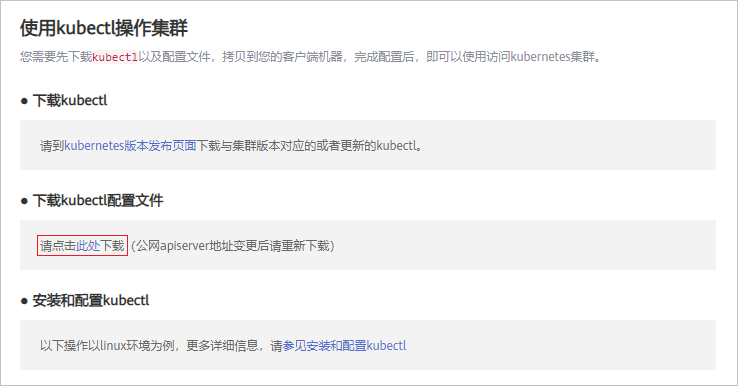 使用kubectl操作集群
您需要先下载kubectl以及配置文件，拷贝到您的客户端机器，完成配置后，即可以使用访问kubernetes集群。
● 下载kubectl
请到kubernetes版本发布页面下载与集群版本对应的或者更新的kubectl。
● 下载kubectl配置文件
请点击此处下载 (公网apiserver地址变更后请重新下载)
● 安装和配置kubectl
以下操作以linux环境为例，更多详细信息，请参见安装和配置kubectl